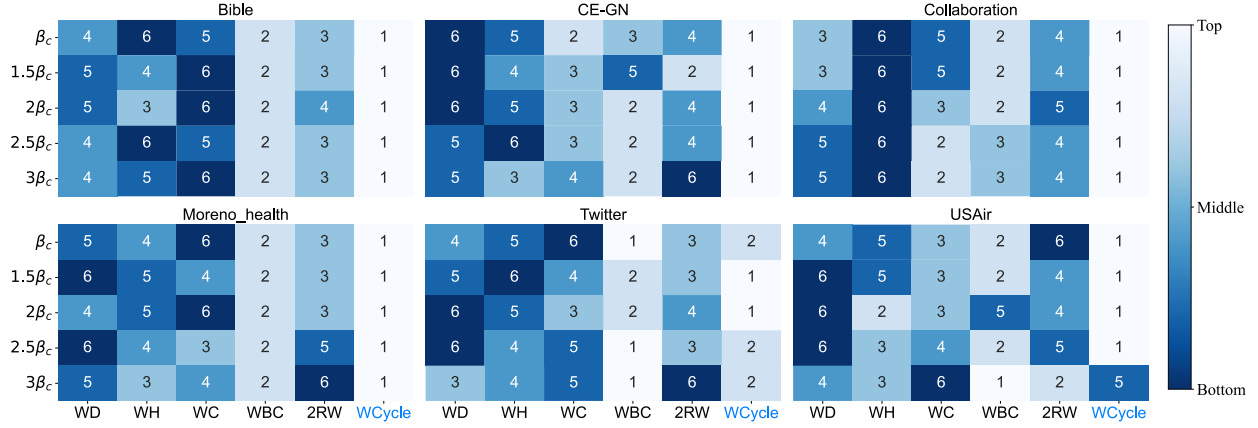 Bible CE-GN Collaboration
β_c 4 6 5 2 3 1 6 5 2 3 4 1 3 6 5 2 4 1 Top
1.5β_c 5 4 6 2 3 1 6 4 3 5 2 1 3 6 5 2 4 1
2β_c 5 3 6 2 4 1 6 5 3 2 4 1 4 6 3 2 5 1
2.5β_c 4 6 5 2 3 1 5 6 3 2 4 1 5 6 2 3 4 1
3β_c 4 5 6 2 3 1 5 3 4 2 6 1 5 6 2 3 4 1
Moreno_health Twitter USAir Middle
β_c 5 4 6 2 3 1 4 5 6 1 3 2 4 5 3 2 6 1
1.5β_c 6 5 4 2 3 1 5 6 4 2 3 1 6 5 3 2 4 1
2β_c 4 5 6 2 3 1 6 5 3 2 4 1 6 2 3 5 4 1
2.5β_c 6 4 3 2 5 1 6 4 5 1 3 2 6 3 4 2 5 1
3β_c 5 3 4 2 6 1 3 4 5 1 6 2 4 3 6 1 2 5 Bottom
WD WH WC WBC 2RW WCycle WD WH WC WBC 2RW WCycle WD WH WC WBC 2RW WCycle